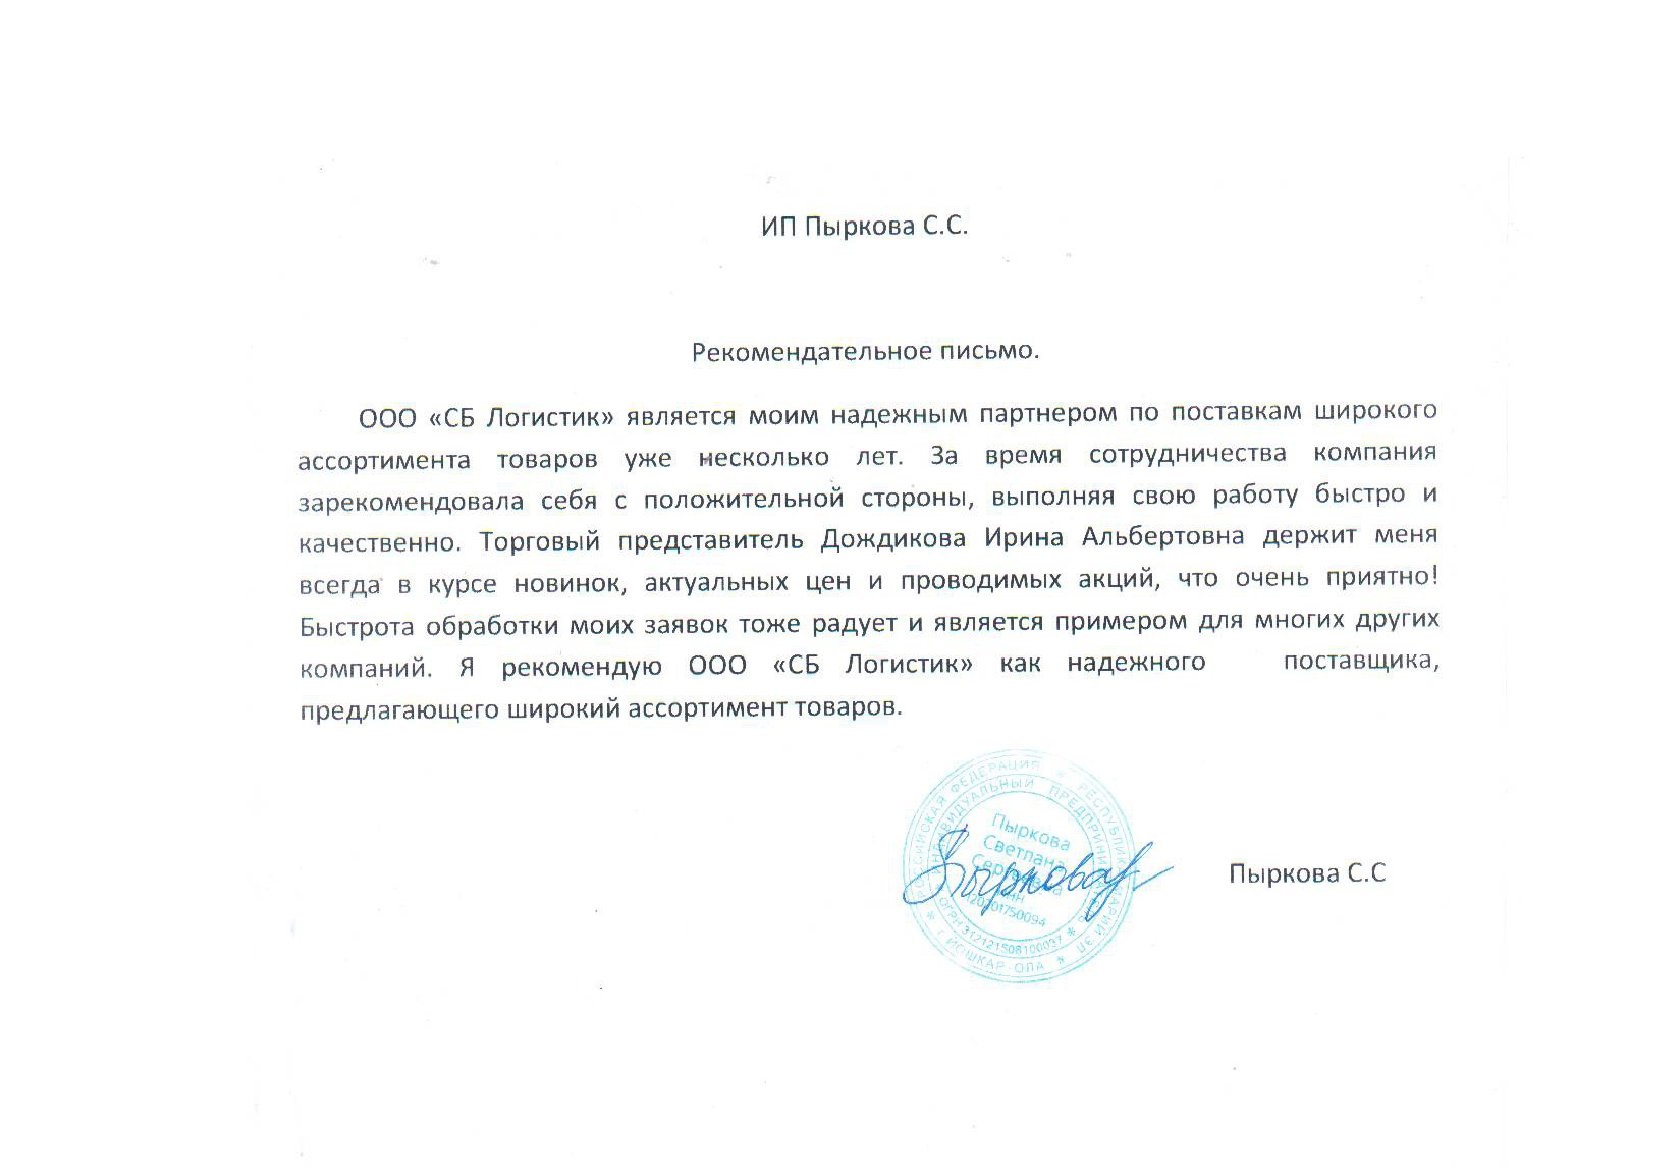 ИП Пыркова С.С.
Рекомендательное письмо.
ООО «СБ Логистик» является моим надежным партнером по поставкам широкого
ассортимента товаров уже несколько лет. За время сотрудничества компания
зарекомендовала себя с положительной стороны, выполняя свою работу быстро и
качественно. Торговый представитель Дождикова Ирина Альбертовна держит меня
всегда в курсе новинок, актуальных цен и проводимых акций, что очень приятно!
Быстрота обработки моих заявок тоже радует и является примером для многих других
компаний. Я рекомендую ООО «СБ Логистик» как надежного поставщика,
предлагающего широкий ассортимент товаров.
РОССИЙСКАЯ ФЕДЕРАЦИЯ * РЕСПУБЛИКА МАРИЙ ЭЛ * Г ЙОШКАР-ОЛА *
ИНДИВИДУАЛЬНЫЙ ПРЕДПРИНИМАТЕЛЬ
Пыркова
Светлана
Сергеевна
ИНН
ОГРН 312121508100037 *
Пыркова
Пыркова С.С